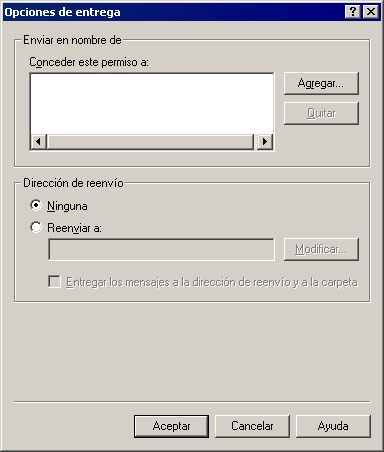 Opciones de entrega
Enviar en nombre de
Conceder este permiso a:
Agregar...
Quitar
Dirección de reenvío
Ninguna
Reenviar a:
Modificar...
Entregar los mensajes a la dirección de reenvío y a la carpeta
Aceptar
Cancelar
Ayuda